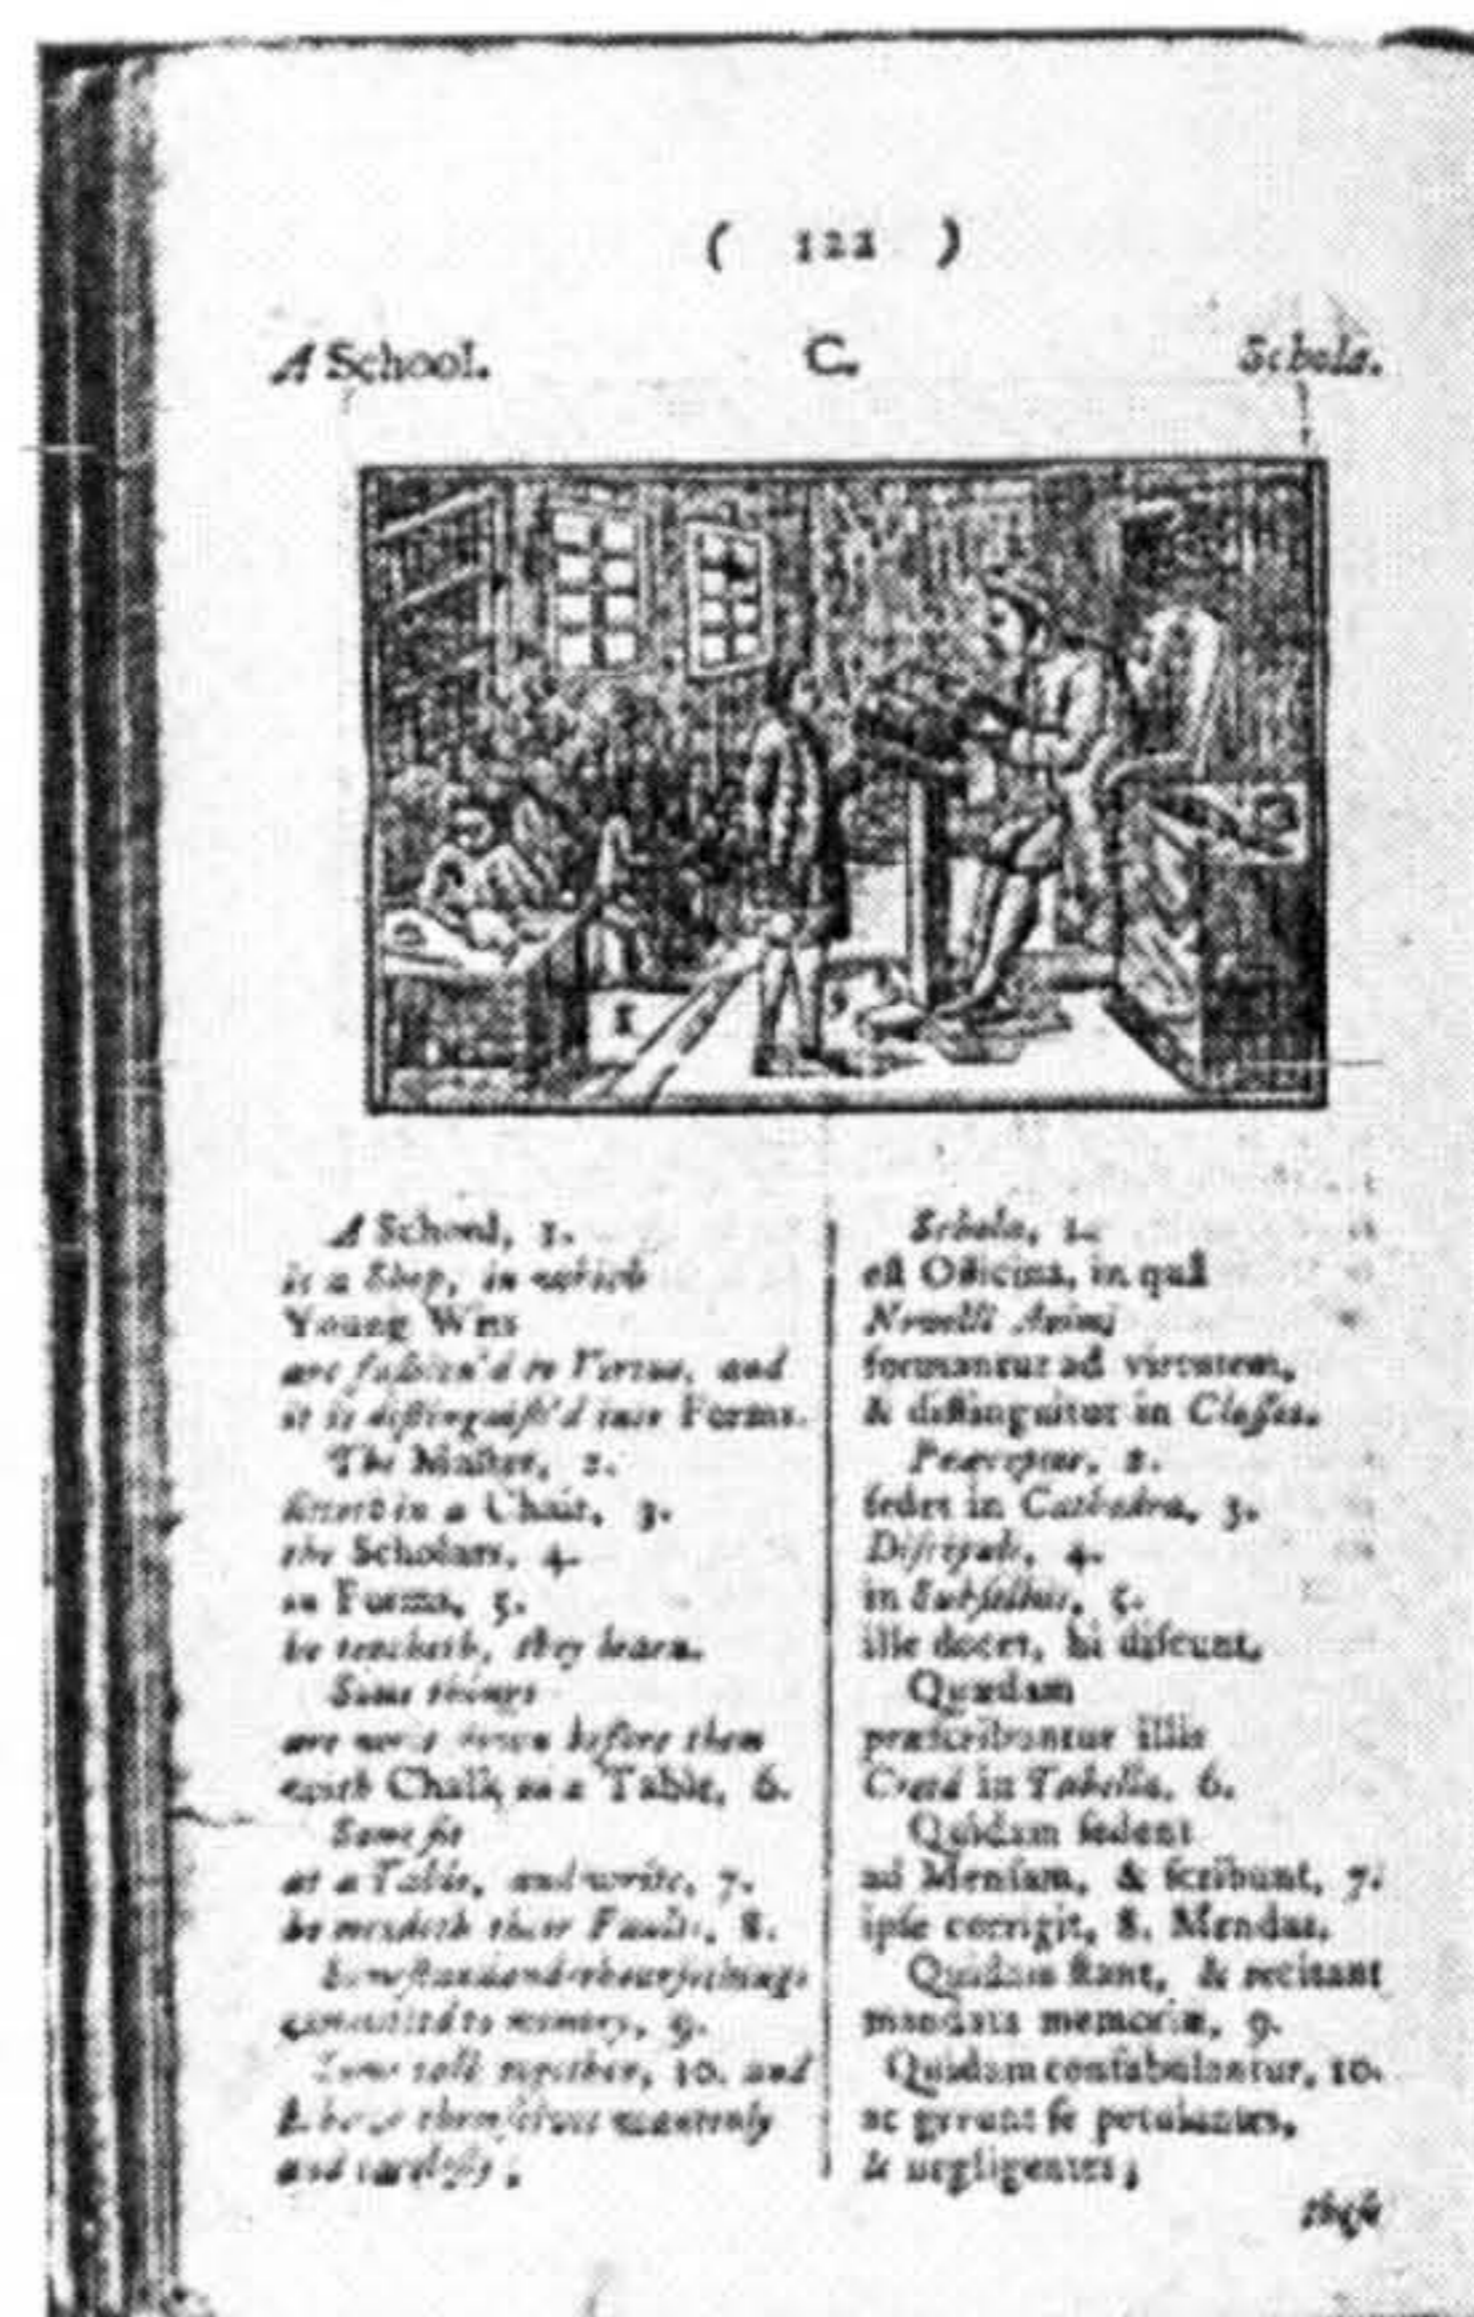 ( 122 )
A School. C. Schola.
A School, 1.
is a Shop, in which
Young Wits
are fashion'd to Vertue, and
it is distinguish'd into Forms.
The Master, 2.
sitteth in a Chair, 3.
the Scholars, 4.
in Forms, 5.
he teacheth, they learn.
Some things
are writ down before them
with Chalk on a Table, 6.
Some sit
at a Table, and write, 7.
he mendeth their Faults, 8.
Some stand and rehearse things
committed to memory, 9.
Some talk together, 10. and
behave themselves wantonly
and carelesly;
Schola, 1.
est Officina, in quâ
Novelli Animi
formantur ad virtutem,
& distinguitur in Classes.
Præceptor, 2.
sedet in Cathedra, 3.
Discipuli, 4.
in Subselliis, 5.
ille docet, hi discunt.
Quædam
præscribuntur illis
Cretâ in Tabella, 6.
Quidam sedent
ad Mensam, & scribunt, 7.
ipse corrigit, 8. Mendas.
Quidam stant, & recitant
mandata memoriæ, 9.
Quidam confabulantur, 10.
ac gerunt se petulantes,
& negligentes;
these